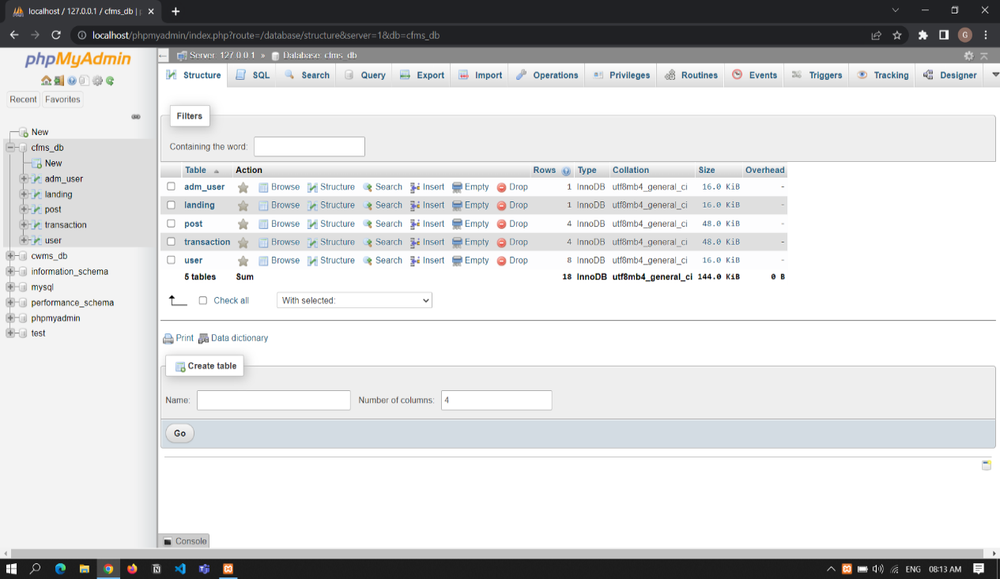 localhost / 127.0.0.1 / cfms_db | p
localhost/phpmyadmin/index.php?route=/database/structure&server=1&db=cfms_db
G
phpMyAdmin
Recent Favorites
New
cfms_db
New
adm_user
landing
post
transaction
user
cwms_db
information_schema
mysql
performance_schema
phpmyadmin
test
Server: 127.0.0.1 » Database: cfms_db
Structure SQL Search Query Export Import Operations Privileges Routines Events Triggers Tracking Designer
Filters
Containing the word:
Table Action Rows Type Collation Size Overhead
adm_user Browse Structure Search Insert Empty Drop 1 InnoDB utf8mb4_general_ci 16.0 KiB -
landing Browse Structure Search Insert Empty Drop 1 InnoDB utf8mb4_general_ci 16.0 KiB -
post Browse Structure Search Insert Empty Drop 4 InnoDB utf8mb4_general_ci 48.0 KiB -
transaction Browse Structure Search Insert Empty Drop 4 InnoDB utf8mb4_general_ci 48.0 KiB -
user Browse Structure Search Insert Empty Drop 8 InnoDB utf8mb4_general_ci 16.0 KiB -
5 tables Sum 18 InnoDB utf8mb4_general_ci 144.0 KiB 0 B
Check all With selected:
Print Data dictionary
Create table
Name: Number of columns: 4
Go
Console
ENG 08:13 AM